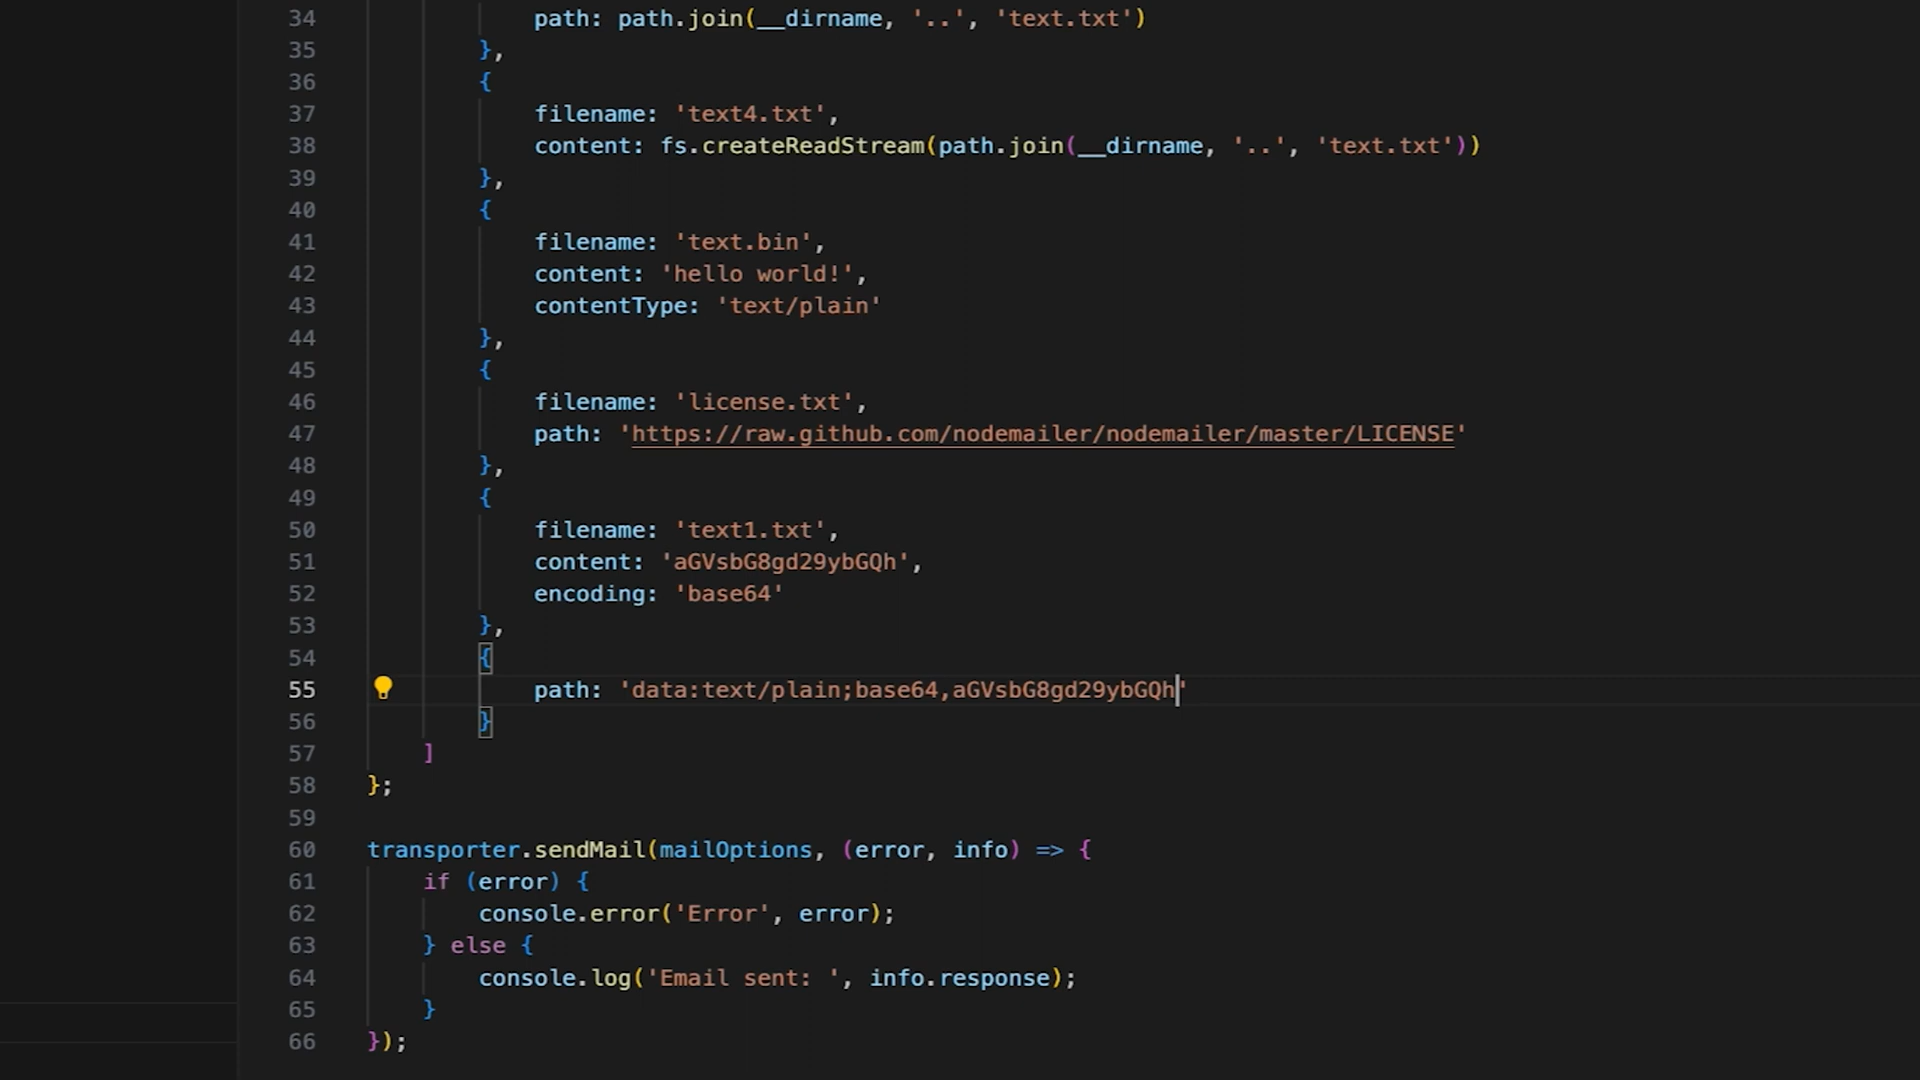 34 path: path.join(__dirname, '..', 'text.txt')
35 },
36 {
37 filename: 'text4.txt',
38 content: fs.createReadStream(path.join(__dirname, '..', 'text.txt'))
39 },
40 {
41 filename: 'text.bin',
42 content: 'hello world!',
43 contentType: 'text/plain'
44 },
45 {
46 filename: 'license.txt',
47 path: 'https://raw.github.com/nodemailer/nodemailer/master/LICENSE'
48 },
49 {
50 filename: 'text1.txt',
51 content: 'aGVsbG8gd29ybGQh',
52 encoding: 'base64'
53 },
54 {
55 path: 'data:text/plain;base64,aGVsbG8gd29ybGQh'
56 }
57 ]
58 };
59
60 transporter.sendMail(mailOptions, (error, info) => {
61 if (error) {
62 console.error('Error', error);
63 } else {
64 console.log('Email sent: ', info.response);
65 }
66 });